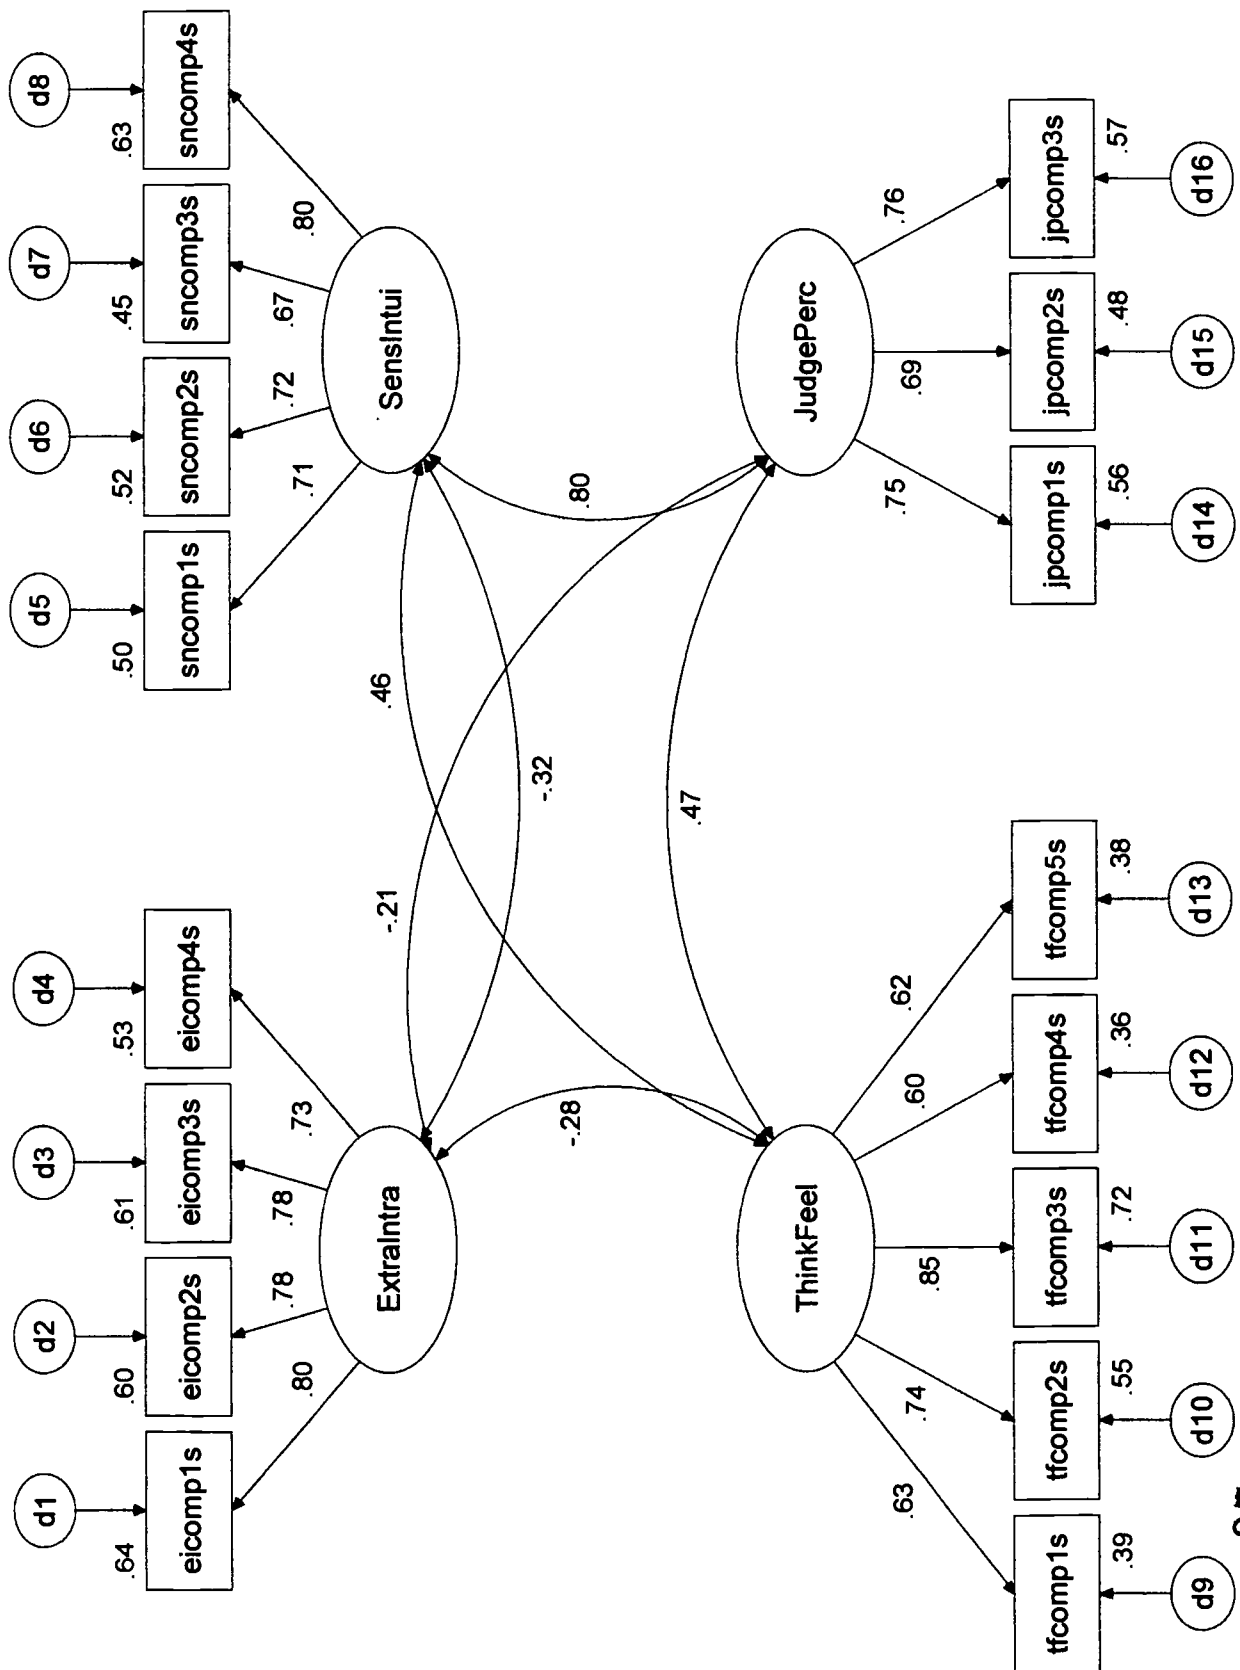 d1 d2 d3 d4 d5 d6 d7 d8
.64 .60 .61 .53 .50 .52 .45 .63
eicomp1s eicomp2s eicomp3s eicomp4s sncomp1s sncomp2s sncomp3s sncomp4s
.80 .78 .78 .73 .71 .72 .67 .80
ExtraIntra SensIntui
-.21 .46
-.32
-.28 .80
.47
ThinkFeel JudgePerc
.63 .74 .85 .60 .62 .75 .69 .76
tfcomp1s tfcomp2s tfcomp3s tfcomp4s tfcomp5s jpcomp1s jpcomp2s jpcomp3s
.39 .55 .72 .36 .38 .56 .48 .57
d9 d10 d11 d12 d13 d14 d15 d16